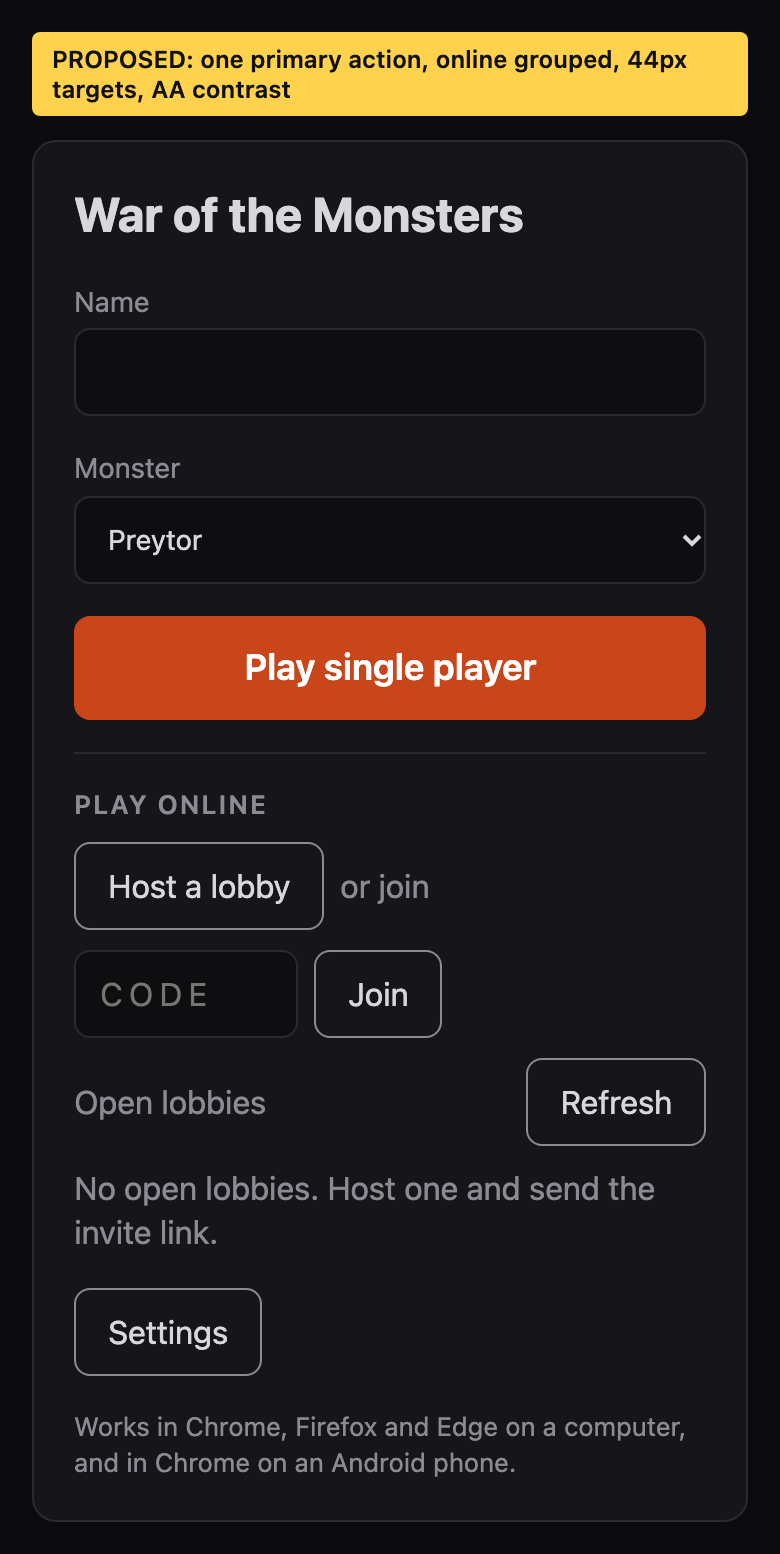 PROPOSED: one primary action, online grouped, 44px
targets, AA contrast
War of the Monsters
Name
Monster
Preytor
Play single player
PLAY ONLINE
Host a lobby or join
CODE Join
Open lobbies Refresh
No open lobbies. Host one and send the
invite link.
Settings
Works in Chrome, Firefox and Edge on a computer,
and in Chrome on an Android phone.